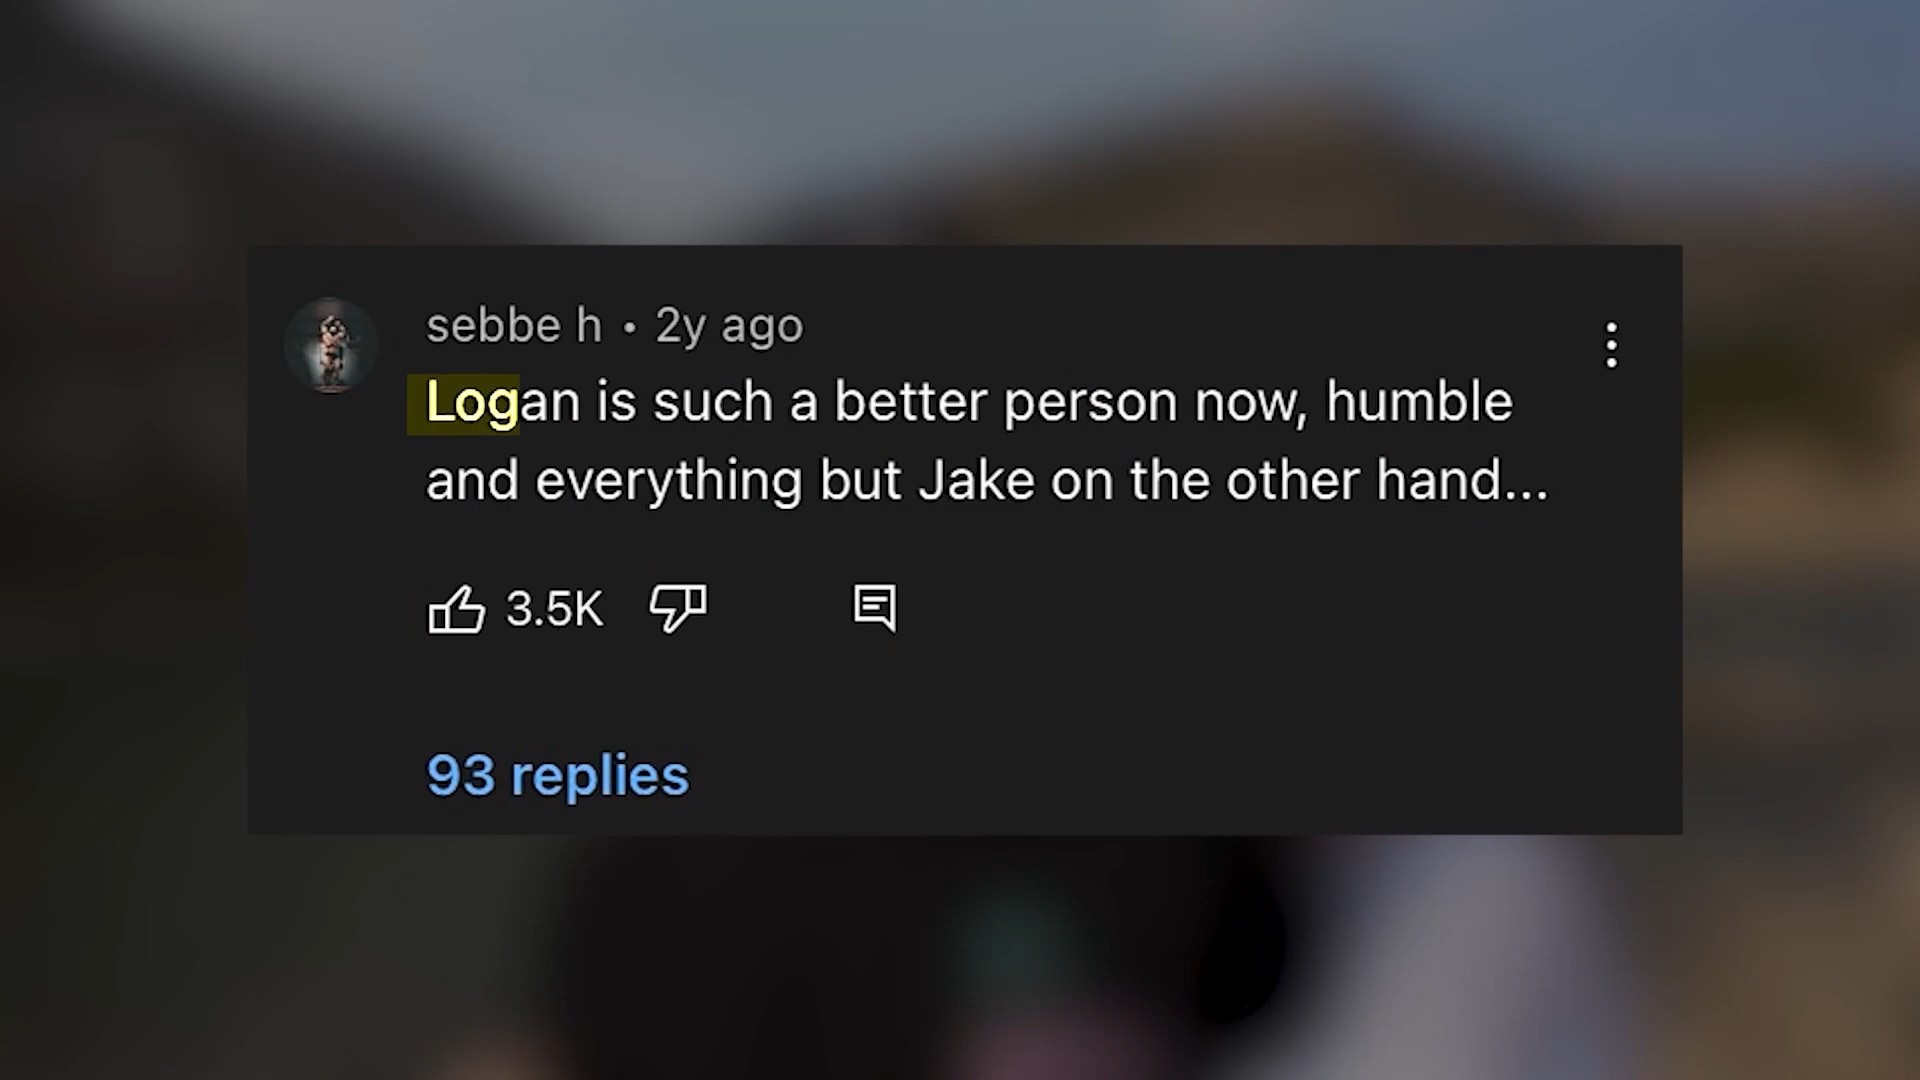 sebbe h • 2y ago
Logan is such a better person now, humble
and everything but Jake on the other hand...
3.5K
93 replies